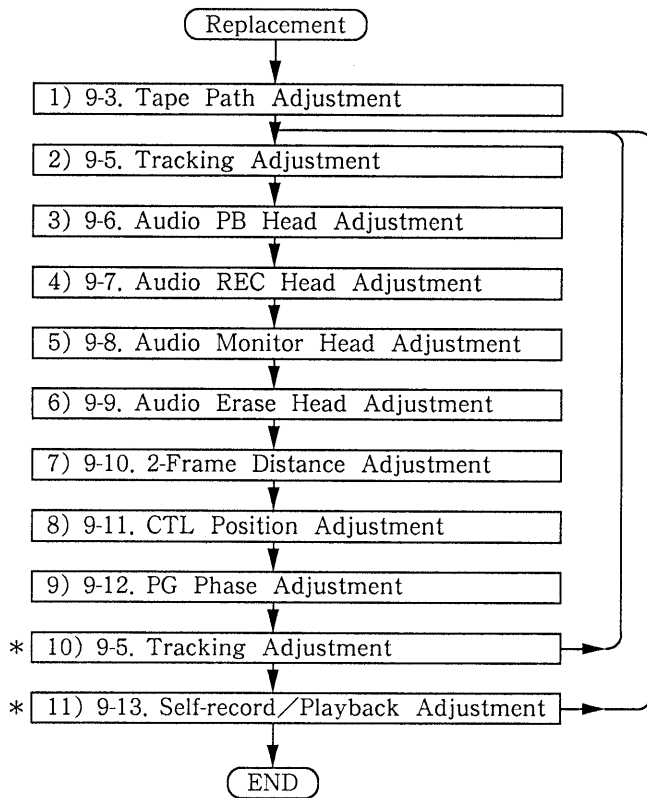 Replacement
1) 9-3. Tape Path Adjustment
2) 9-5. Tracking Adjustment
3) 9-6. Audio PB Head Adjustment
4) 9-7. Audio REC Head Adjustment
5) 9-8. Audio Monitor Head Adjustment
6) 9-9. Audio Erase Head Adjustment
7) 9-10. 2-Frame Distance Adjustment
8) 9-11. CTL Position Adjustment
9) 9-12. PG Phase Adjustment
* 10) 9-5. Tracking Adjustment
* 11) 9-13. Self-record/Playback Adjustment
END